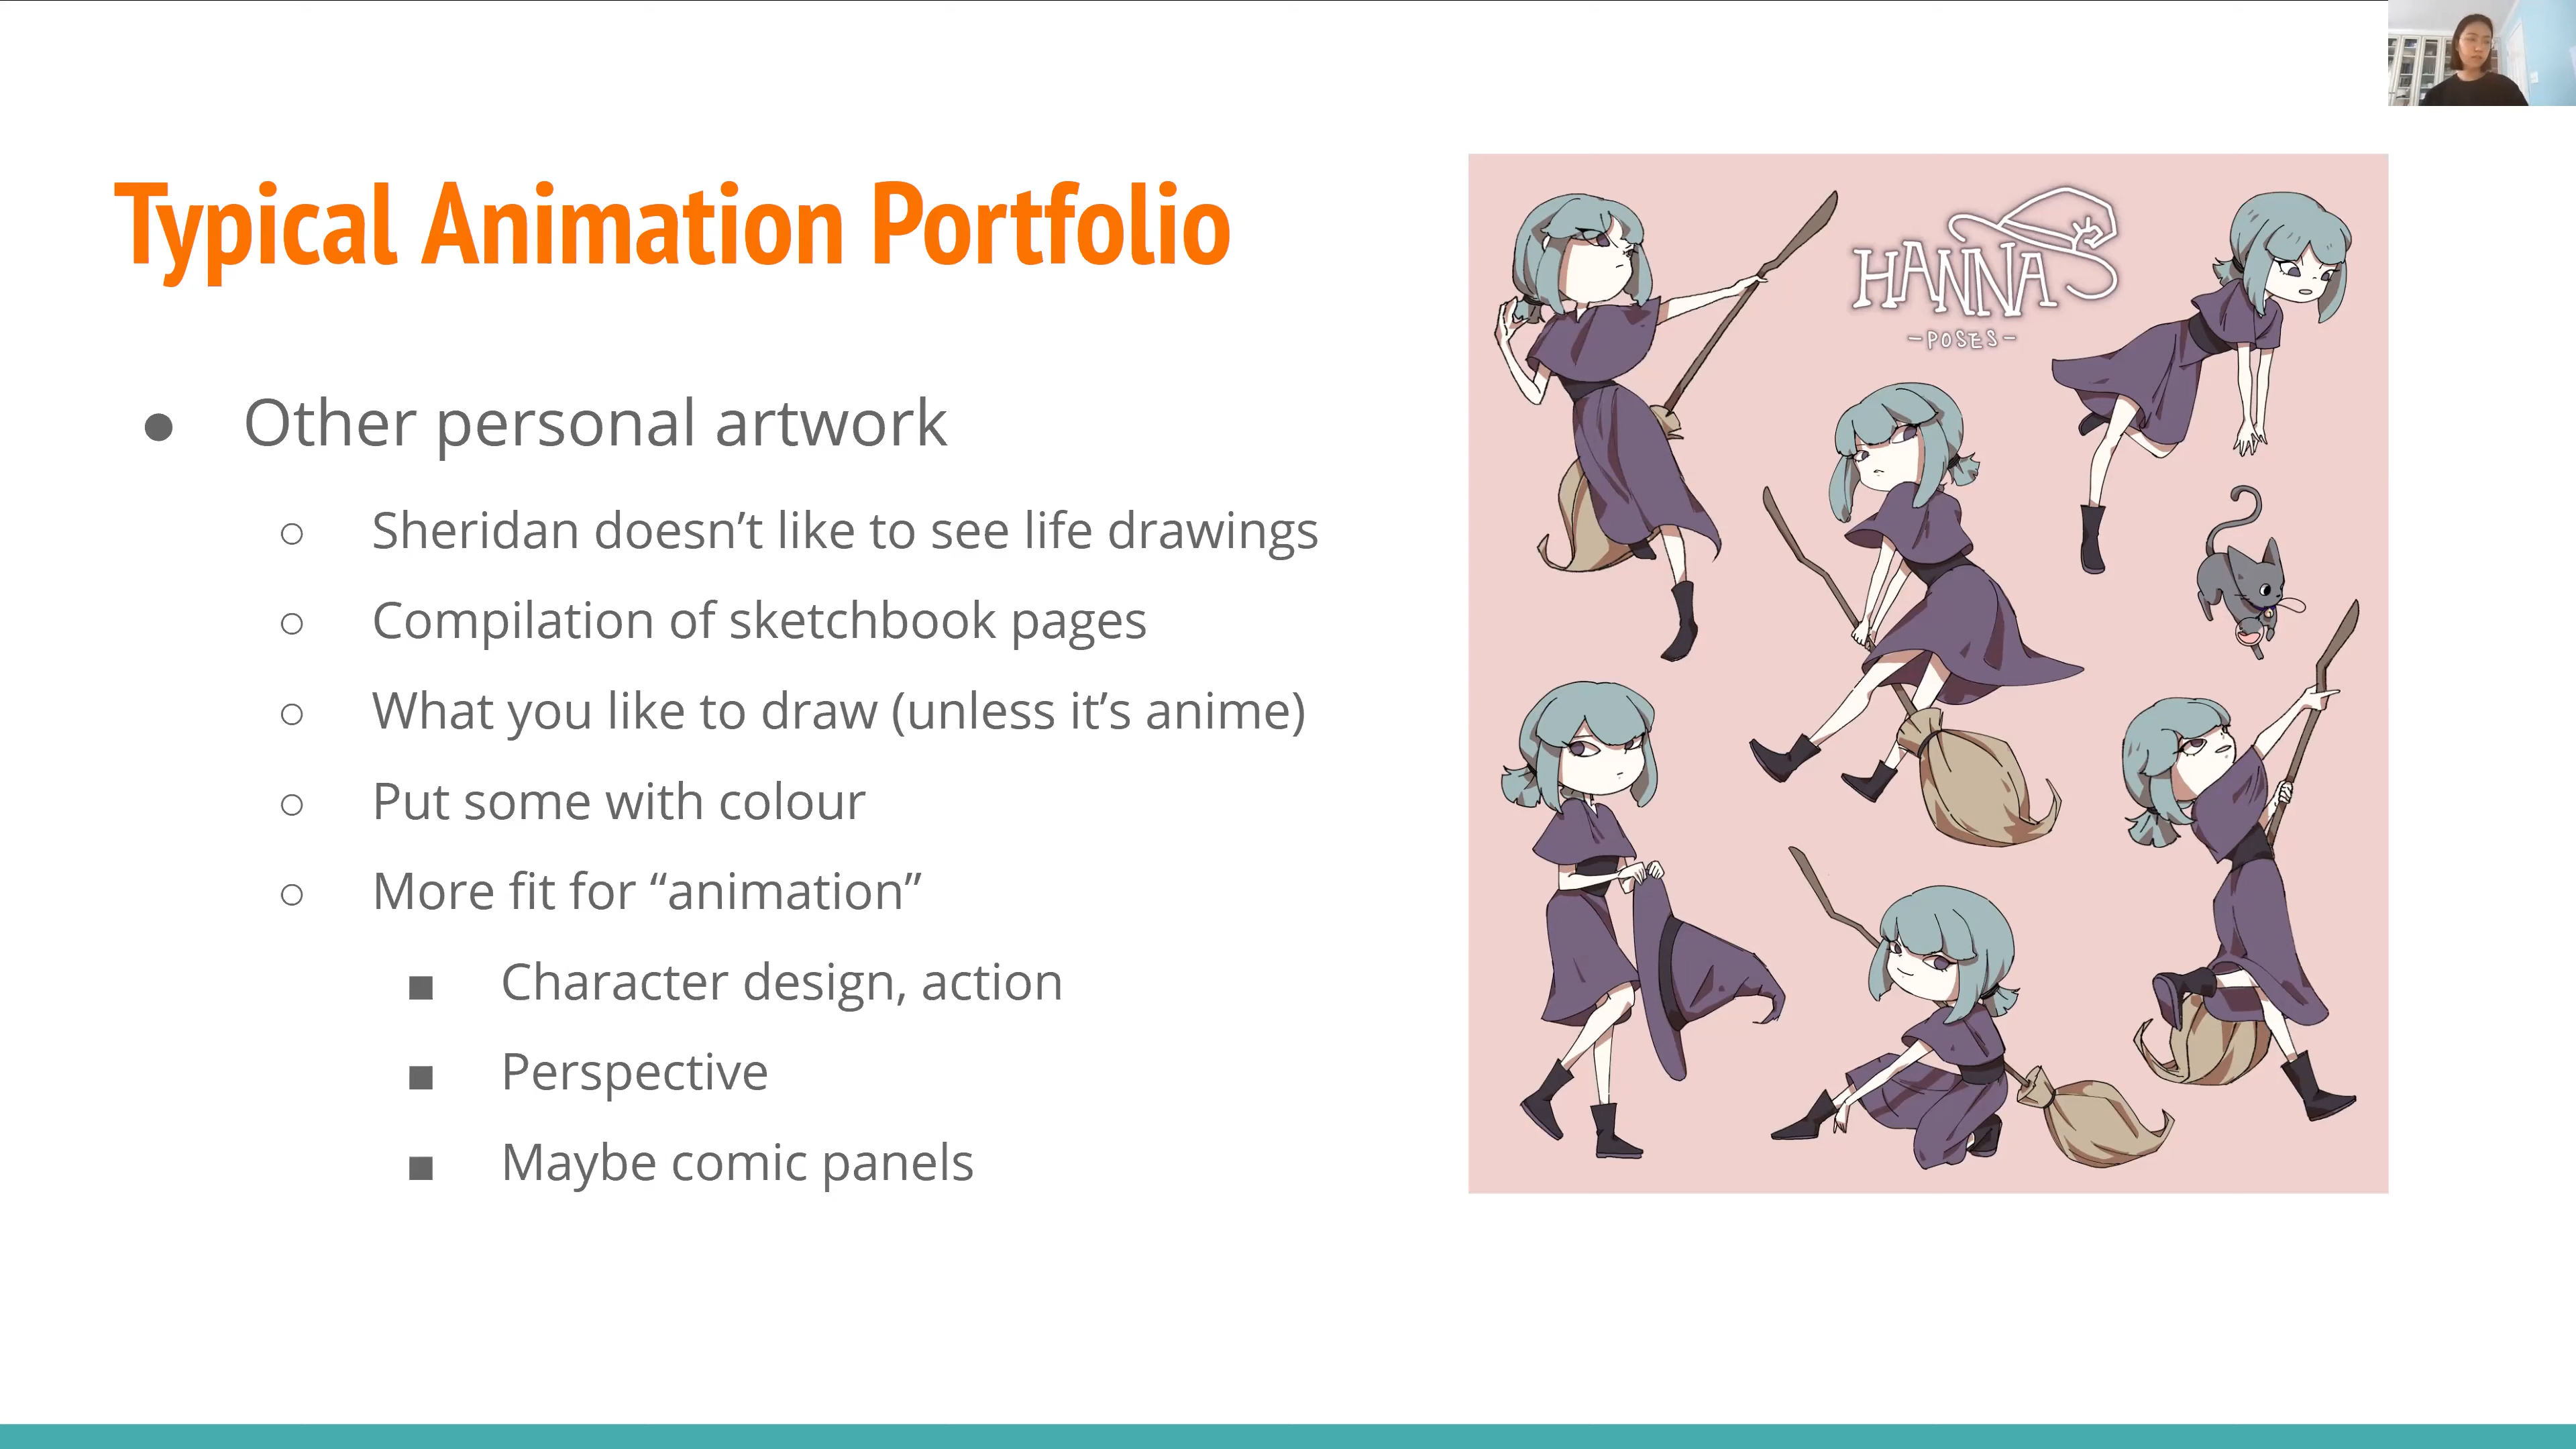 Typical Animation Portfolio
● Other personal artwork
○ Sheridan doesn’t like to see life drawings
○ Compilation of sketchbook pages
○ What you like to draw (unless it’s anime)
○ Put some with colour
○ More fit for “animation”
■ Character design, action
■ Perspective
■ Maybe comic panels
HANNAS
-POSES-